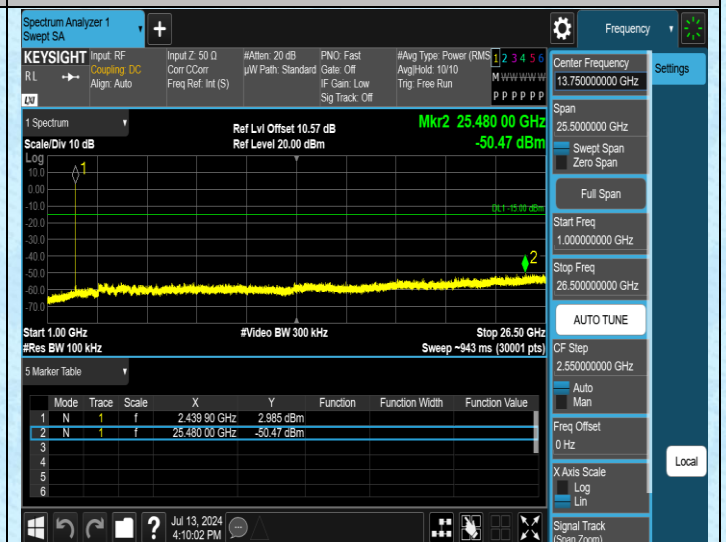 Spectrum Analyzer 1
Swept SA
Frequency
KEYSIGHT
RL
LXI
Input: RF
Coupling: DC
Align: Auto
Input Z: 50 Ω
Corr CCorr
Freq Ref: Int (S)
#Atten: 20 dB
µW Path: Standard
PNO: Fast
Gate: Off
IF Gain: Low
Sig Track: Off
#Avg Type: Power (RMS
Avg|Hold: 10/10
Trig: Free Run
1 2 3 4 5 6
M W W W W W
P P P P P P
1 Spectrum
Scale/Div 10 dB
Ref Lvl Offset 10.57 dB
Ref Level 20.00 dBm
Mkr2 25.480 00 GHz
-50.47 dBm
Log
10.0
0.00
-10.0
-20.0
-30.0
-40.0
-50.0
-60.0
-70.0
1
DL1 -15.00 dBm
2
Start 1.00 GHz
#Res BW 100 kHz
#Video BW 300 kHz
Stop 26.50 GHz
Sweep ~943 ms (30001 pts)
5 Marker Table
Mode Trace Scale X Y Function Function Width Function Value
1 N 1 f 2.439 90 GHz 2.985 dBm
2 N 1 f 25.480 00 GHz -50.47 dBm
3
4
5
6
Jul 13, 2024
4:10:02 PM
Center Frequency
13.750000000 GHz
Settings
Span
25.5000000 GHz
Swept Span
Zero Span
Full Span
Start Freq
1.000000000 GHz
Stop Freq
26.500000000 GHz
AUTO TUNE
CF Step
2.550000000 GHz
Auto
Man
Freq Offset
0 Hz
X Axis Scale
Log
Lin
Local
Signal Track
(Span Zoom)